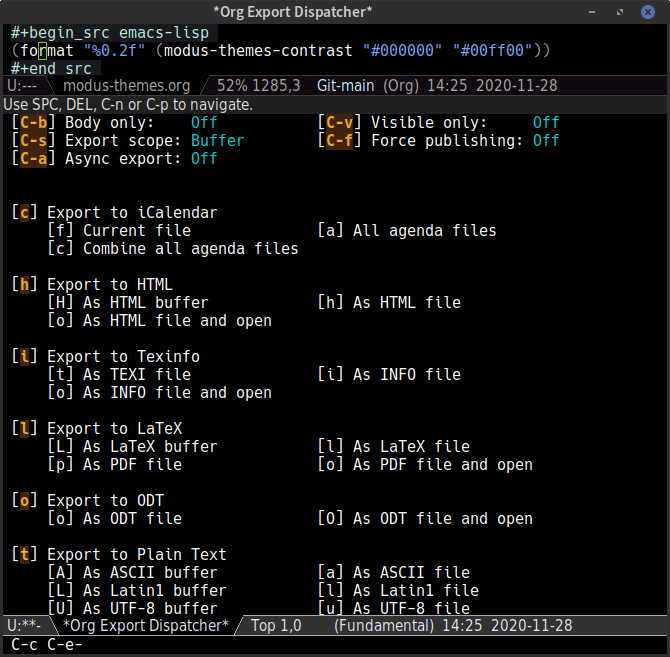 *Org Export Dispatcher*
#+begin_src emacs-lisp
(format "%0.2f" (modus-themes-contrast "#000000" "#00ff00"))
#+end_src
U:--- modus-themes.org 52% 1285,3 Git-main (Org) 14:25 2020-11-28
Use SPC, DEL, C-n or C-p to navigate.
[C-b] Body only: Off [C-v] Visible only: Off
[C-s] Export scope: Buffer [C-f] Force publishing: Off
[C-a] Async export: Off
[c] Export to iCalendar
[f] Current file [a] All agenda files
[c] Combine all agenda files
[h] Export to HTML
[H] As HTML buffer [h] As HTML file
[o] As HTML file and open
[i] Export to Texinfo
[t] As TEXI file [i] As INFO file
[o] As INFO file and open
[l] Export to LaTeX
[L] As LaTeX buffer [l] As LaTeX file
[p] As PDF file [o] As PDF file and open
[o] Export to ODT
[o] As ODT file [O] As ODT file and open
[t] Export to Plain Text
[A] As ASCII buffer [a] As ASCII file
[L] As Latin1 buffer [l] As Latin1 file
[U] As UTF-8 buffer [u] As UTF-8 file
U:**- *Org Export Dispatcher* Top 1,0 (Fundamental) 14:25 2020-11-28
C-c C-e-